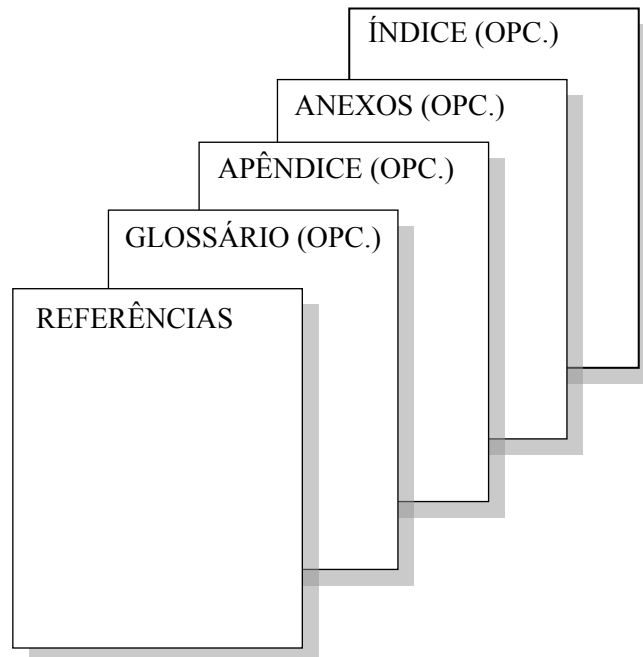 ÍNDICE (OPC.)
ANEXOS (OPC.)
APÊNDICE (OPC.)
GLOSSÁRIO (OPC.)
REFERÊNCIAS